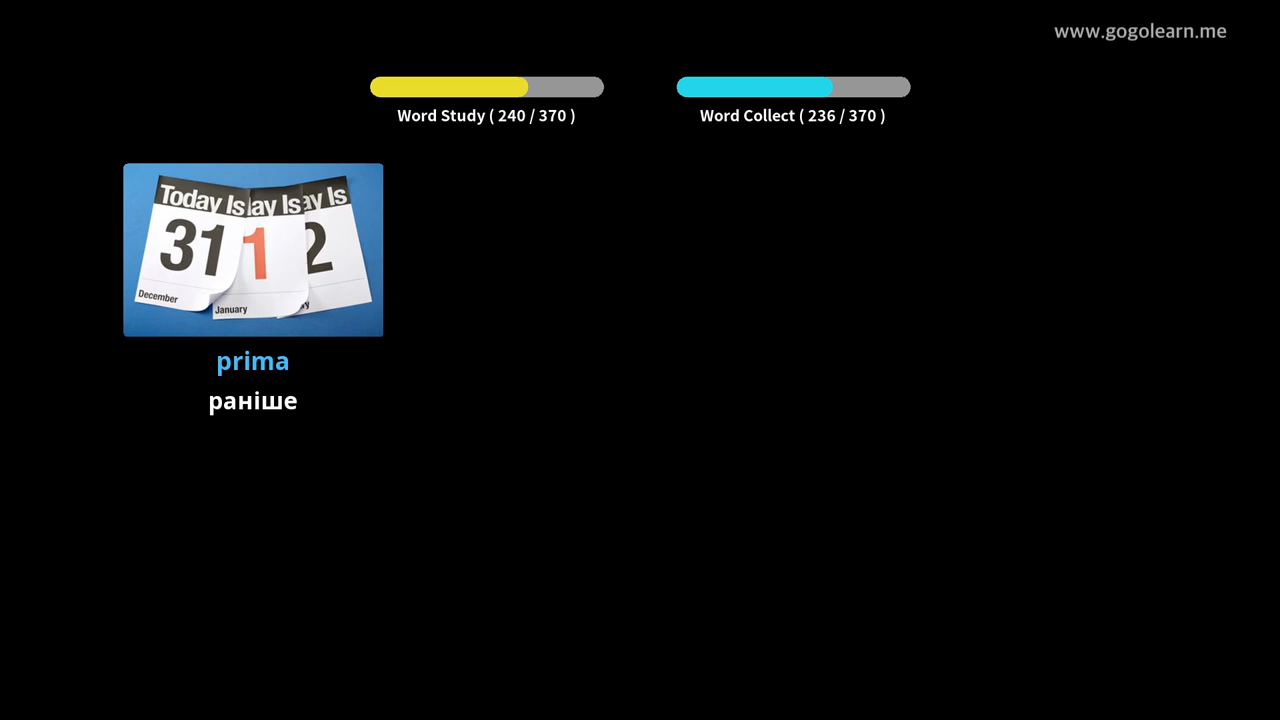 www.gogolearn.me
Word Study ( 240 / 370 )
Word Collect ( 236 / 370 )
Today Is
ay Is
ay Is
31
1
2
December
January
ry
prima
раніше